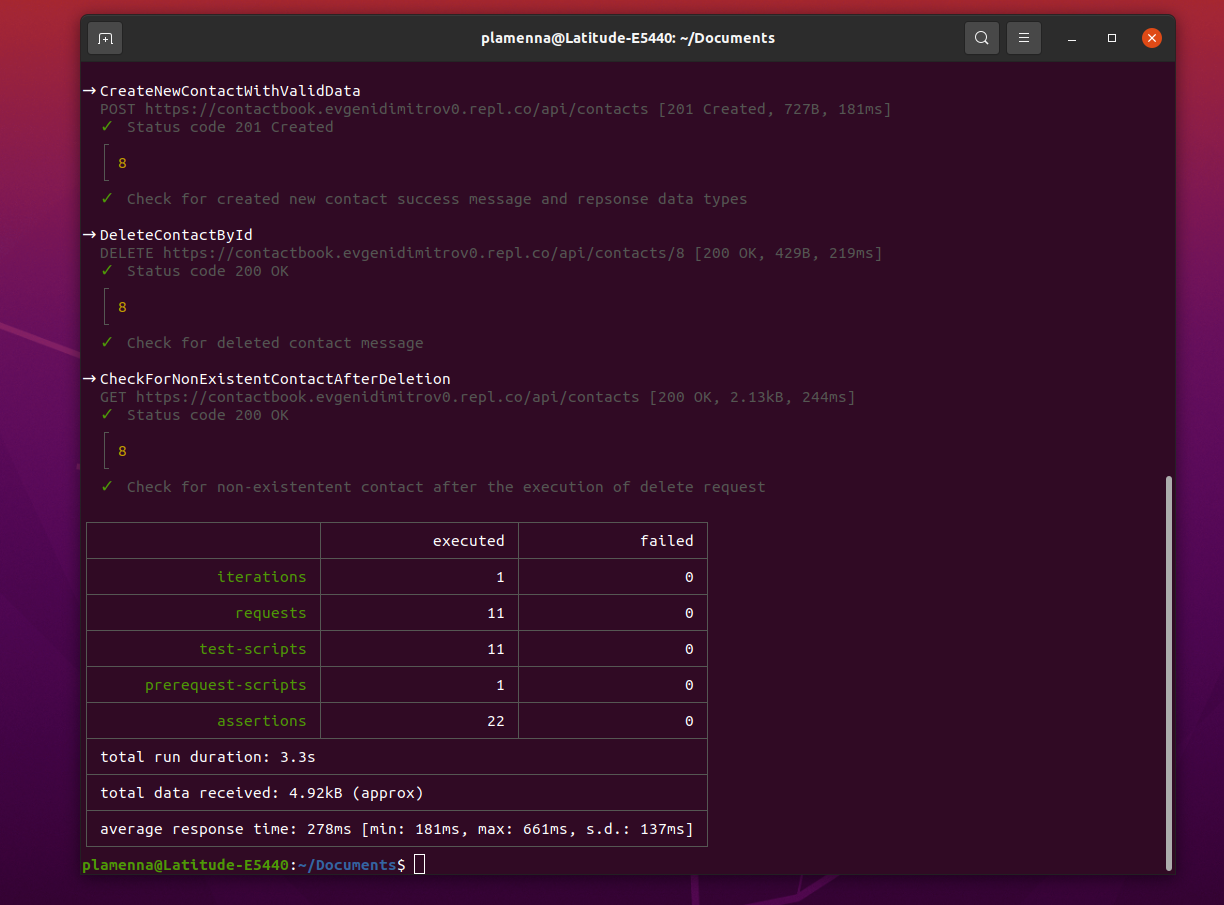 plamenna@Latitude-E5440: ~/Documents
→ CreateNewContactWithValidData
POST https://contactbook.evgenidimitrov0.repl.co/api/contacts [201 Created, 727B, 181ms]
✓ Status code 201 Created
8
✓ Check for created new contact success message and repsonse data types
→ DeleteContactById
DELETE https://contactbook.evgenidimitrov0.repl.co/api/contacts/8 [200 OK, 429B, 219ms]
✓ Status code 200 OK
8
✓ Check for deleted contact message
→ CheckForNonExistentContactAfterDeletion
GET https://contactbook.evgenidimitrov0.repl.co/api/contacts [200 OK, 2.13kB, 244ms]
✓ Status code 200 OK
8
✓ Check for non-existentent contact after the execution of delete request
executed failed
iterations 1 0
requests 11 0
test-scripts 11 0
prerequest-scripts 1 0
assertions 22 0
total run duration: 3.3s
total data received: 4.92kB (approx)
average response time: 278ms [min: 181ms, max: 661ms, s.d.: 137ms]
plamenna@Latitude-E5440:~/Documents$